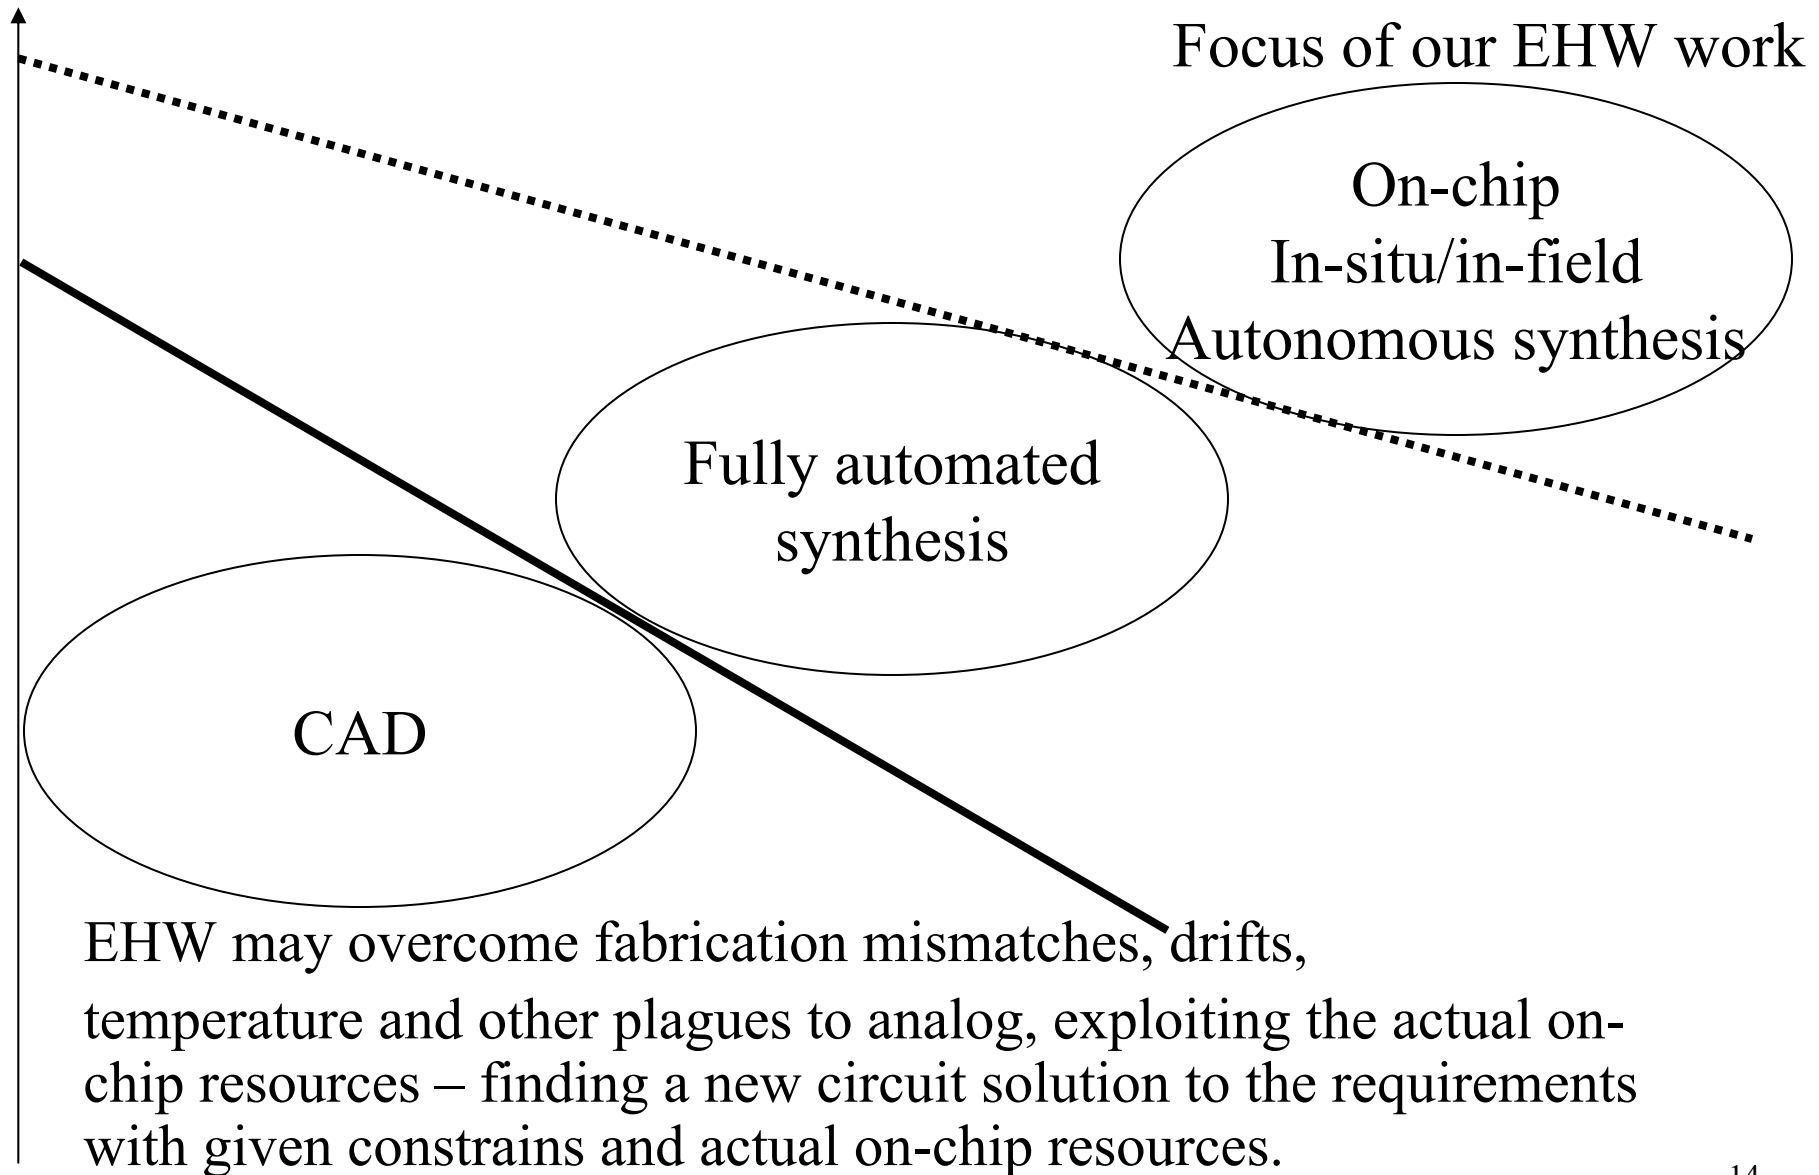 Focus of our EHW work
On-chip
In-situ/in-field
Autonomous synthesis
Fully automated
synthesis
CAD
EHW may overcome fabrication mismatches, drifts,
temperature and other plagues to analog, exploiting the actual on-
chip resources – finding a new circuit solution to the requirements
with given constrains and actual on-chip resources.
14